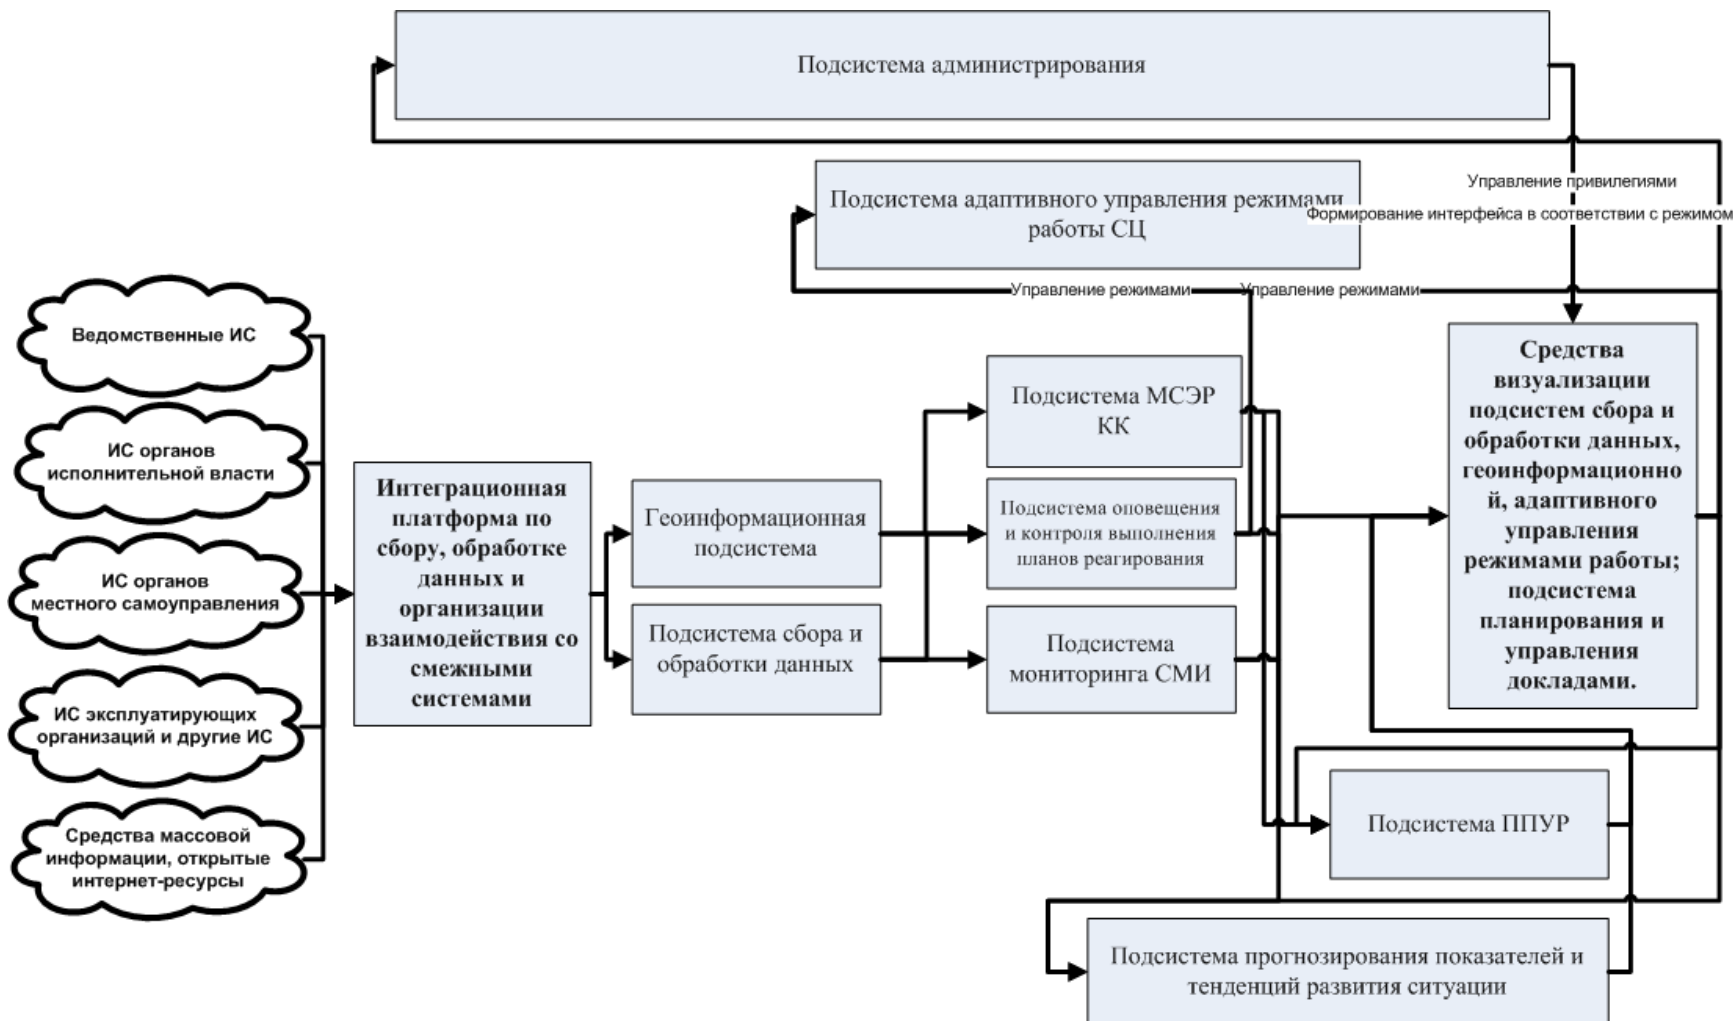 Подсистема администрирования
Управление привилегиями
Подсистема адаптивного управления режимами
работы СЦ
Формирование интерфейса в соответствии с режимом
Управление режимами
Управление режимами
Ведомственные ИС
ИС органов
исполнительной власти
ИС органов
местного самоуправления
ИС эксплуатирующих
организаций и другие ИС
Средства массовой
информации, открытые
интернет-ресурсы
Интеграционная
платформа по
сбору, обработке
данных и
организации
взаимодействия со
смежными
системами
Геоинформационная
подсистема
Подсистема сбора и
обработки данных
Подсистема МСЭР
КК
Подсистема оповещения
и контроля выполнения
планов реагирования
Подсистема
мониторинга СМИ
Средства
визуализации
подсистем сбора и
обработки данных,
геоинформационно
й, адаптивного
управления
режимами работы;
подсистема
планирования и
управления
докладами.
Подсистема ППУР
Подсистема прогнозирования показателей и
тенденций развития ситуации